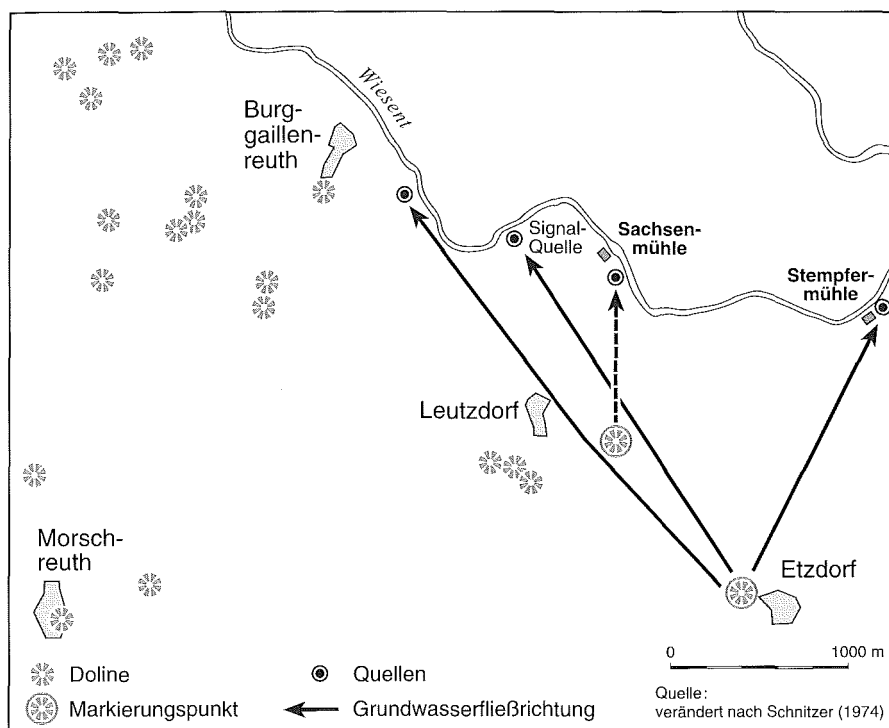 Wiesent
Burg-
gaillen-
reuth
Signal-
Quelle
Sachsen-
mühle
Stempfer-
mühle
Leutzdorf
Morsch-
reuth
Etzdorf
0 1000 m
Doline
Quellen
Markierungspunkt
Grundwasserfließrichtung
Quelle:
verändert nach Schnitzer (1974)